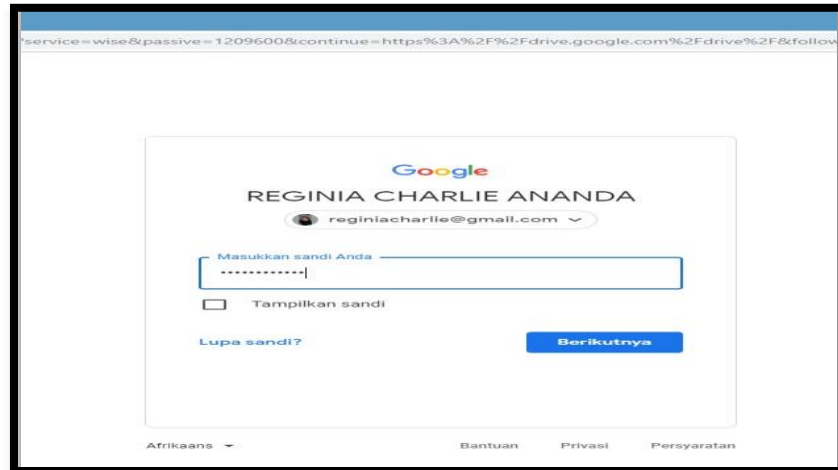 ?service=wise&passive=1209600&continue=https%3A%2F%2Fdrive.google.com%2Fdrive%2F&follow
Google
REGINIA CHARLIE ANANDA
reginiacharlie@gmail.com
Masukkan sandi Anda
••••••••••••
Tampilkan sandi
Lupa sandi? Berikutnya
Afrikaans Bantuan Privasi Persyaratan